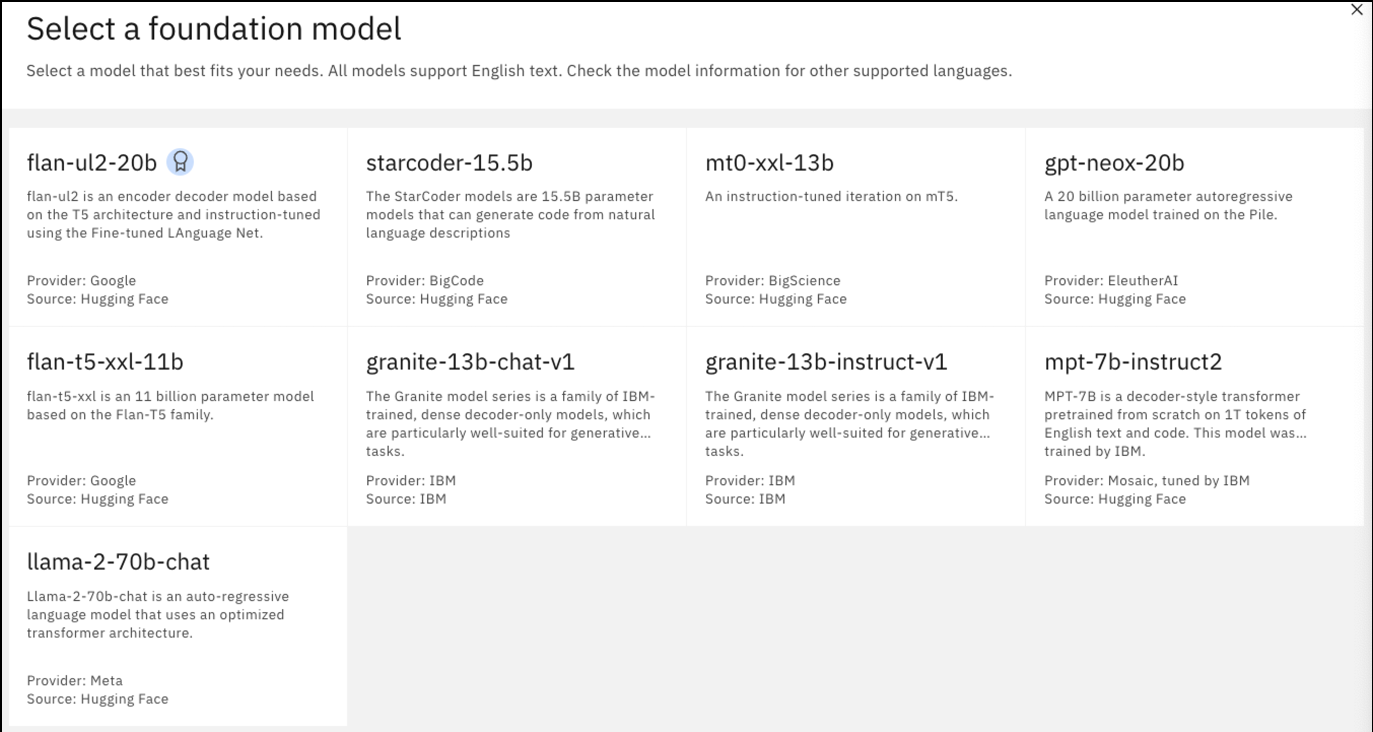 Select a foundation model
Select a model that best fits your needs. All models support English text. Check the model information for other supported languages.
flan-ul2-20b
flan-ul2 is an encoder decoder model based
on the T5 architecture and instruction-tuned
using the Fine-tuned LAnguage Net.
Provider: Google
Source: Hugging Face
starcoder-15.5b
The StarCoder models are 15.5B parameter
models that can generate code from natural
language descriptions
Provider: BigCode
Source: Hugging Face
mt0-xxl-13b
An instruction-tuned iteration on mT5.
Provider: BigScience
Source: Hugging Face
gpt-neox-20b
A 20 billion parameter autoregressive
language model trained on the Pile.
Provider: EleutherAI
Source: Hugging Face
flan-t5-xxl-11b
flan-t5-xxl is an 11 billion parameter model
based on the Flan-T5 family.
Provider: Google
Source: Hugging Face
granite-13b-chat-v1
The Granite model series is a family of IBM-
trained, dense decoder-only models, which
are particularly well-suited for generative...
tasks.
Provider: IBM
Source: IBM
granite-13b-instruct-v1
The Granite model series is a family of IBM-
trained, dense decoder-only models, which
are particularly well-suited for generative...
tasks.
Provider: IBM
Source: IBM
mpt-7b-instruct2
MPT-7B is a decoder-style transformer
pretrained from scratch on 1T tokens of
English text and code. This model was...
trained by IBM.
Provider: Mosaic, tuned by IBM
Source: Hugging Face
llama-2-70b-chat
Llama-2-70b-chat is an auto-regressive
language model that uses an optimized
transformer architecture.
Provider: Meta
Source: Hugging Face